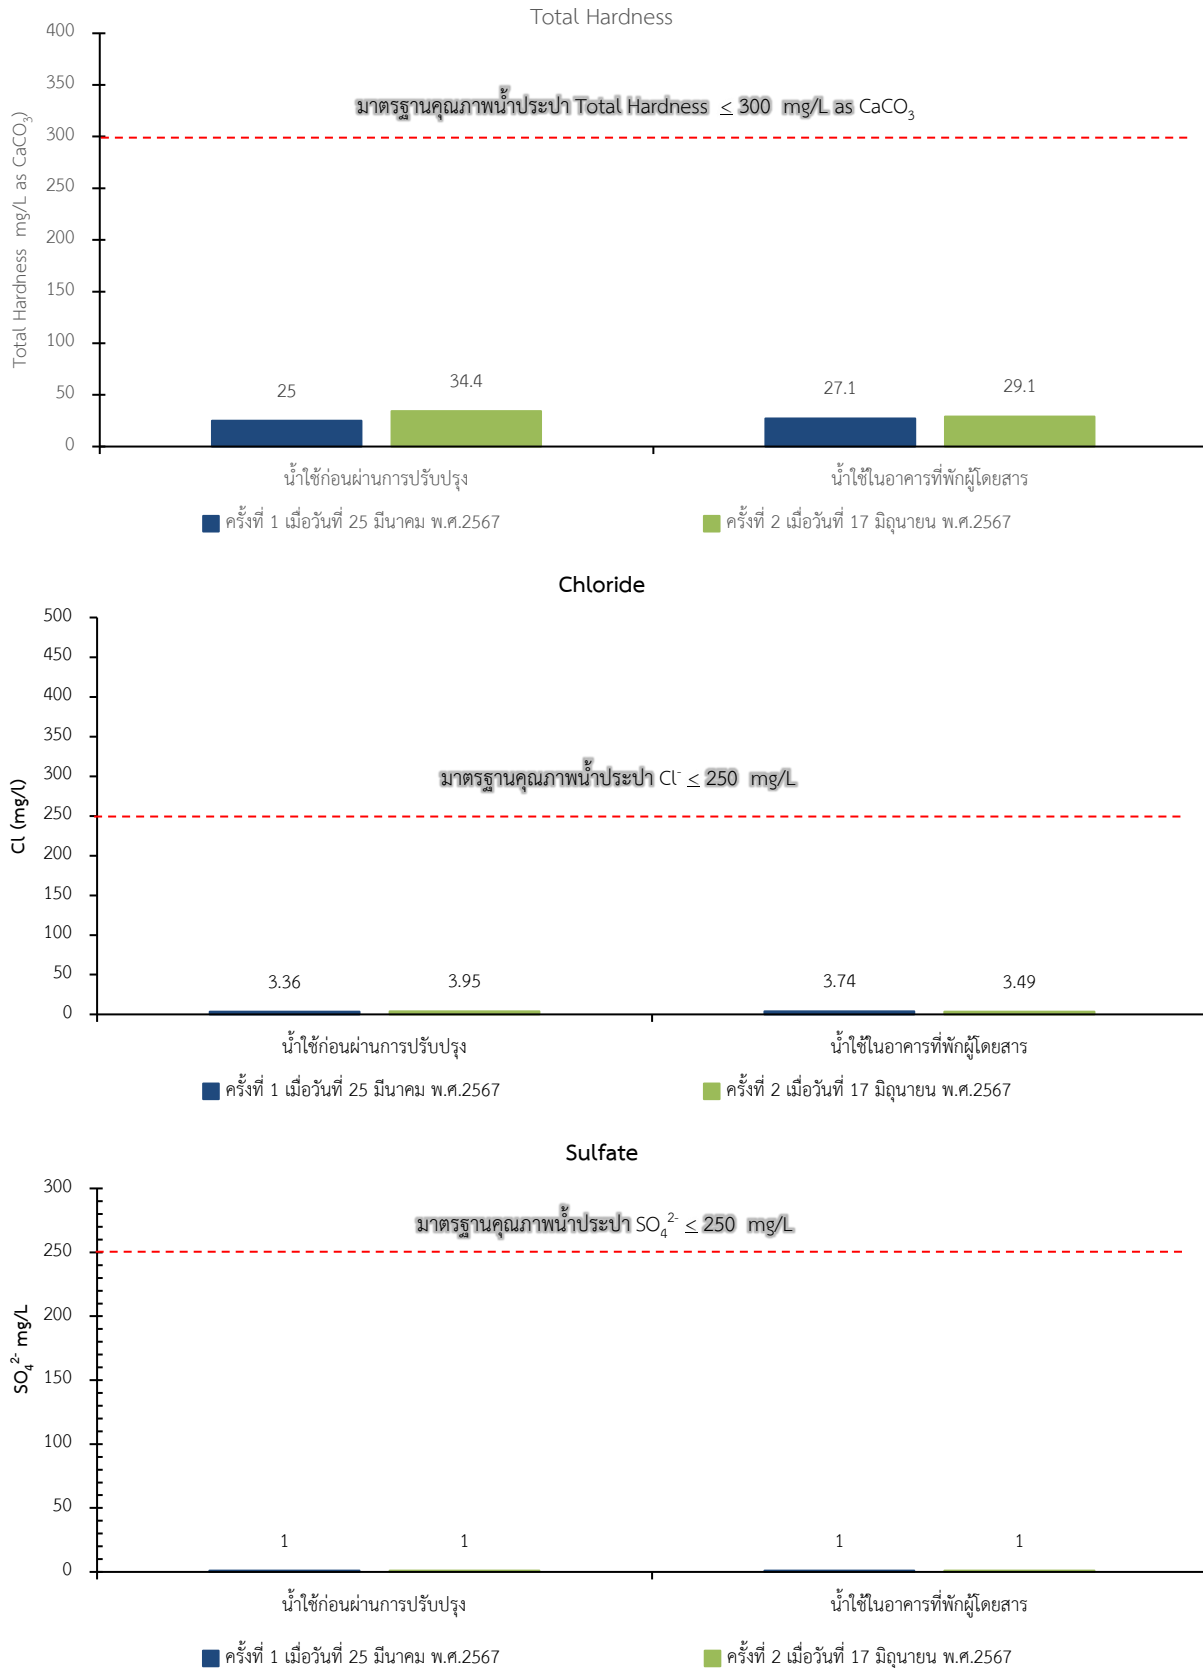 Total Hardness
400
350
300
250
200
150
100
50
0
Total Hardness mg/L as CaCO₃)
มาตรฐานคุณภาพน้ำประปา Total Hardness ≤ 300 mg/L as CaCO₃
25
34.4
27.1
29.1
น้ำใช้ก่อนผ่านการปรับปรุง
น้ำใช้ในอาคารที่พักผู้โดยสาร
ครั้งที่ 1 เมื่อวันที่ 25 มีนาคม พ.ศ.2567
ครั้งที่ 2 เมื่อวันที่ 17 มิถุนายน พ.ศ.2567
Chloride
500
450
400
350
300
250
200
150
100
50
0
Cl (mg/l)
มาตรฐานคุณภาพน้ำประปา Cl⁻ ≤ 250 mg/L
3.36
3.95
3.74
3.49
น้ำใช้ก่อนผ่านการปรับปรุง
น้ำใช้ในอาคารที่พักผู้โดยสาร
ครั้งที่ 1 เมื่อวันที่ 25 มีนาคม พ.ศ.2567
ครั้งที่ 2 เมื่อวันที่ 17 มิถุนายน พ.ศ.2567
Sulfate
300
250
200
150
100
50
0
SO₄²⁻ mg/L
มาตรฐานคุณภาพน้ำประปา SO₄²⁻ ≤ 250 mg/L
1
1
1
1
น้ำใช้ก่อนผ่านการปรับปรุง
น้ำใช้ในอาคารที่พักผู้โดยสาร
ครั้งที่ 1 เมื่อวันที่ 25 มีนาคม พ.ศ.2567
ครั้งที่ 2 เมื่อวันที่ 17 มิถุนายน พ.ศ.2567